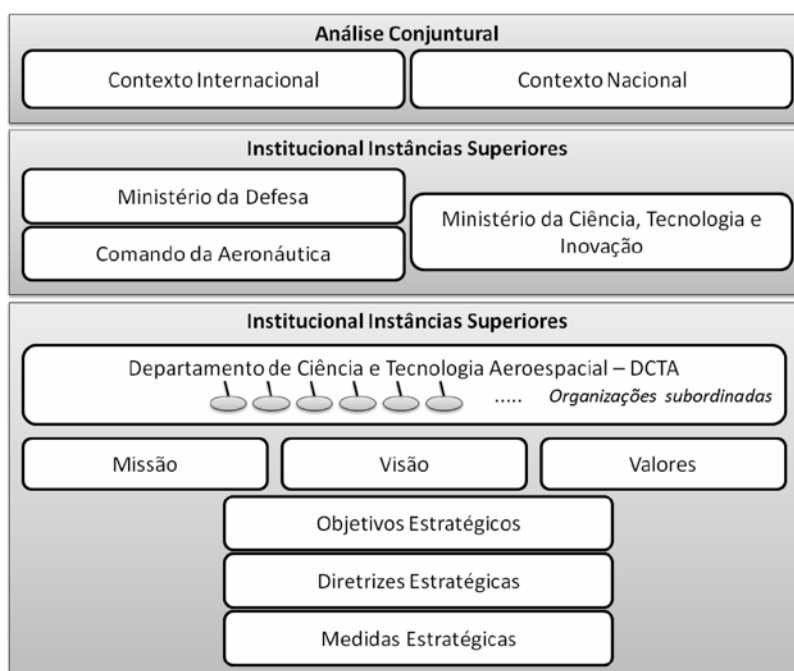 Análise Conjuntural
Contexto Internacional
Contexto Nacional
Institucional Instâncias Superiores
Ministério da Defesa
Comando da Aeronáutica
Ministério da Ciência, Tecnologia e
Inovação
Institucional Instâncias Superiores
Departamento de Ciência e Tecnologia Aeroespacial – DCTA
..... Organizações subordinadas
Missão
Visão
Valores
Objetivos Estratégicos
Diretrizes Estratégicas
Medidas Estratégicas